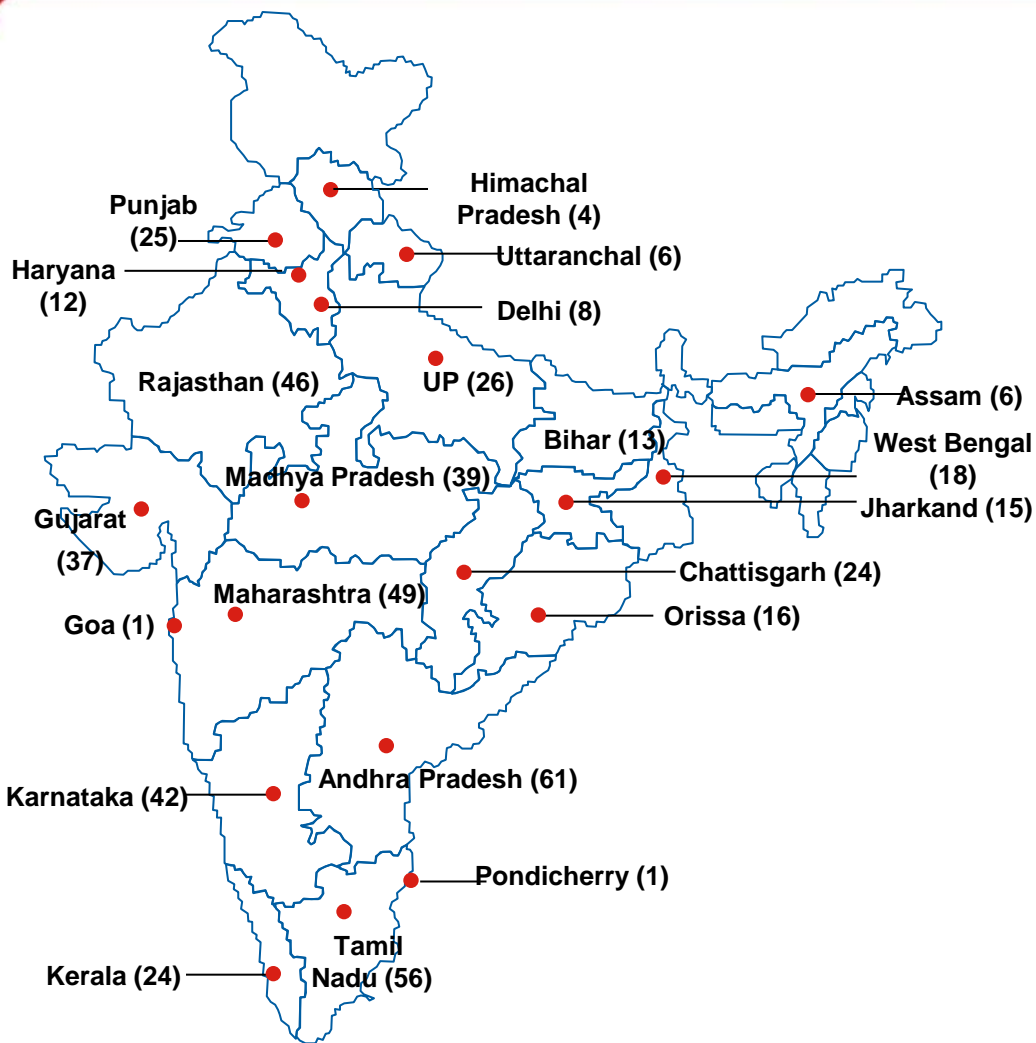 Himachal
Pradesh (4)
Punjab
(25)
Uttaranchal (6)
Haryana
(12)
Delhi (8)
Rajasthan (46)
UP (26)
Assam (6)
Bihar (13)
West Bengal
(18)
Madhya Pradesh (39)
Jharkand (15)
Gujarat
(37)
Chattisgarh (24)
Maharashtra (49)
Orissa (16)
Goa (1)
Andhra Pradesh (61)
Karnataka (42)
Pondicherry (1)
Tamil
Nadu (56)
Kerala (24)